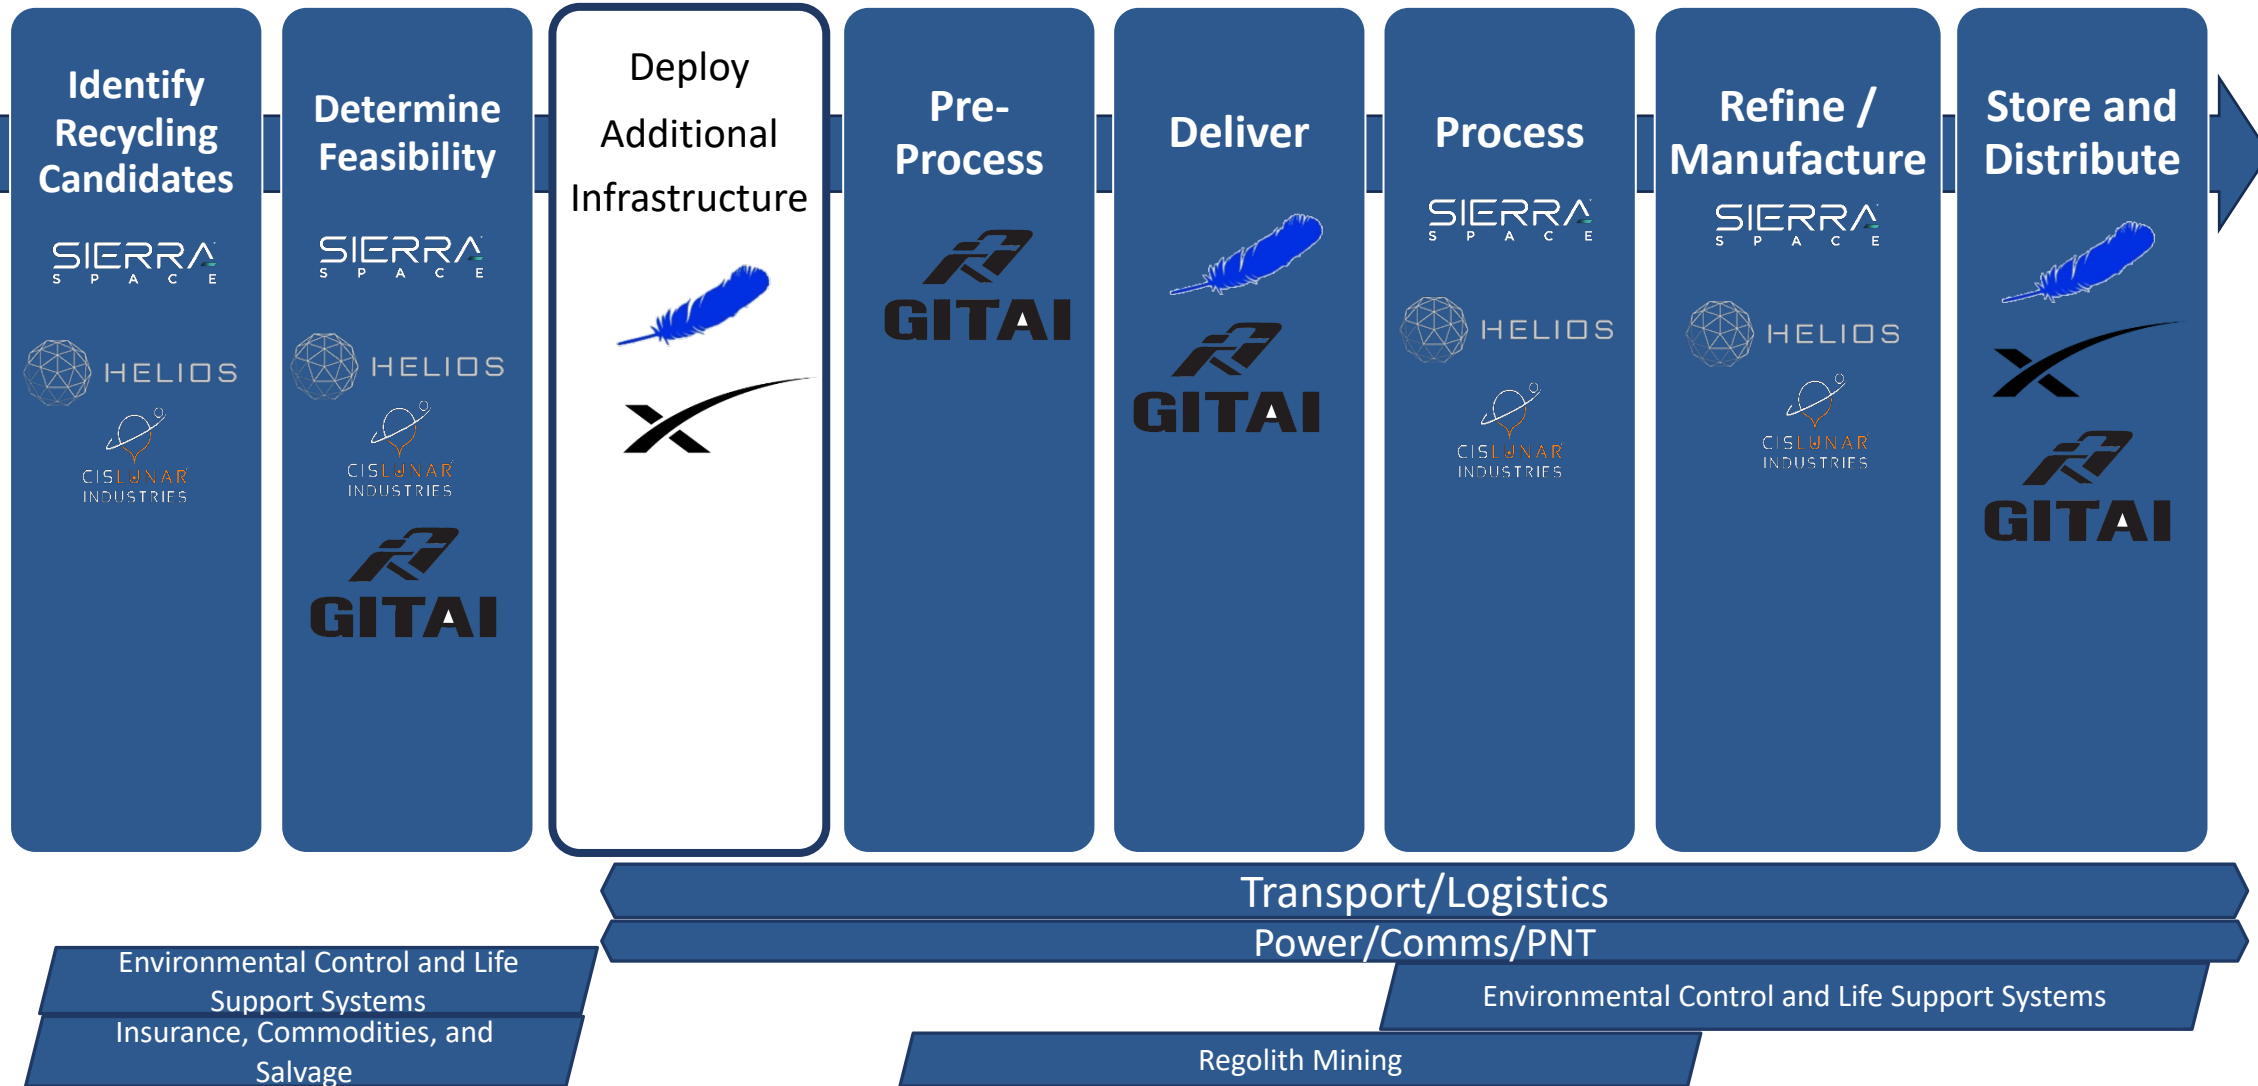 Identify
Recycling
Candidates
SIERRA
SPACE
HELIOS
CISLUNAR
INDUSTRIES
Determine
Feasibility
SIERRA
SPACE
HELIOS
CISLUNAR
INDUSTRIES
GITAI
Deploy
Additional
Infrastructure
Pre-
Process
GITAI
Deliver
GITAI
Process
SIERRA
SPACE
HELIOS
CISLUNAR
INDUSTRIES
Refine /
Manufacture
SIERRA
SPACE
HELIOS
CISLUNAR
INDUSTRIES
Store and
Distribute
GITAI
Transport/Logistics
Power/Comms/PNT
Environmental Control and Life
Support Systems
Insurance, Commodities, and
Salvage
Environmental Control and Life Support Systems
Regolith Mining